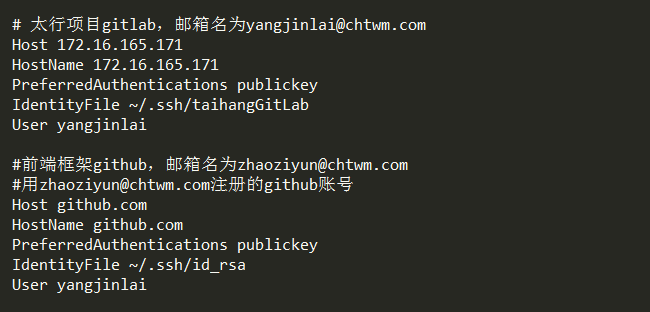 # 太行项目gitlab，邮箱名为yangjinlai@chtwm.com
Host 172.16.165.171
HostName 172.16.165.171
PreferredAuthentications publickey
IdentityFile ~/.ssh/taihangGitLab
User yangjinlai
#前端框架github，邮箱名为zhaoziyun@chtwm.com
#用zhaoziyun@chtwm.com注册的github账号
Host github.com
HostName github.com
PreferredAuthentications publickey
IdentityFile ~/.ssh/id_rsa
User yangjinlai